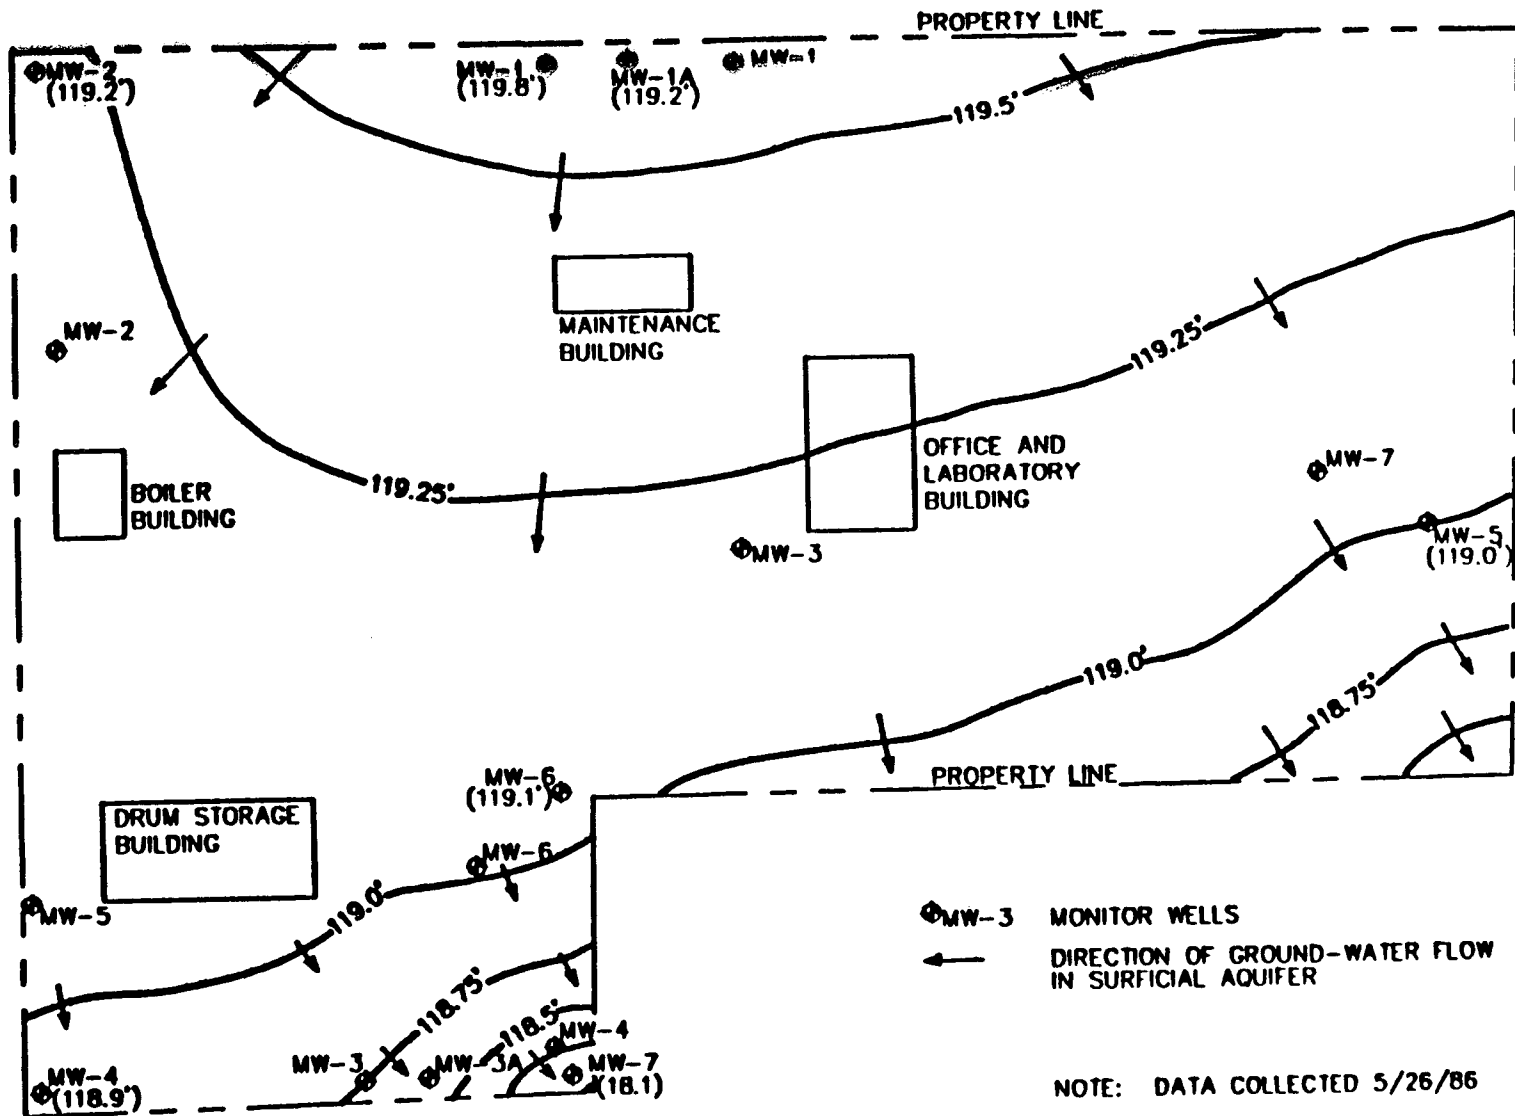 PROPERTY LINE
MW-2
(119.2')
MW-1
(119.8')
MW-1A
(119.2')
MW-1
119.5'
MW-2
MAINTENANCE
BUILDING
119.25'
BOILER
BUILDING
119.25'
OFFICE AND
LABORATORY
BUILDING
MW-7
MW-3
MW-5
(119.0')
119.0'
118.75'
MW-6
(119.1')
PROPERTY LINE
DRUM STORAGE
BUILDING
MW-6
MW-5
119.0'
MW-3 MONITOR WELLS
DIRECTION OF GROUND-WATER FLOW
IN SURFICIAL AQUIFER
118.75'
118.5'
MW-4
MW-4
(118.9')
MW-3
MW-3A
MW-7
(18.1)
NOTE: DATA COLLECTED 5/26/86